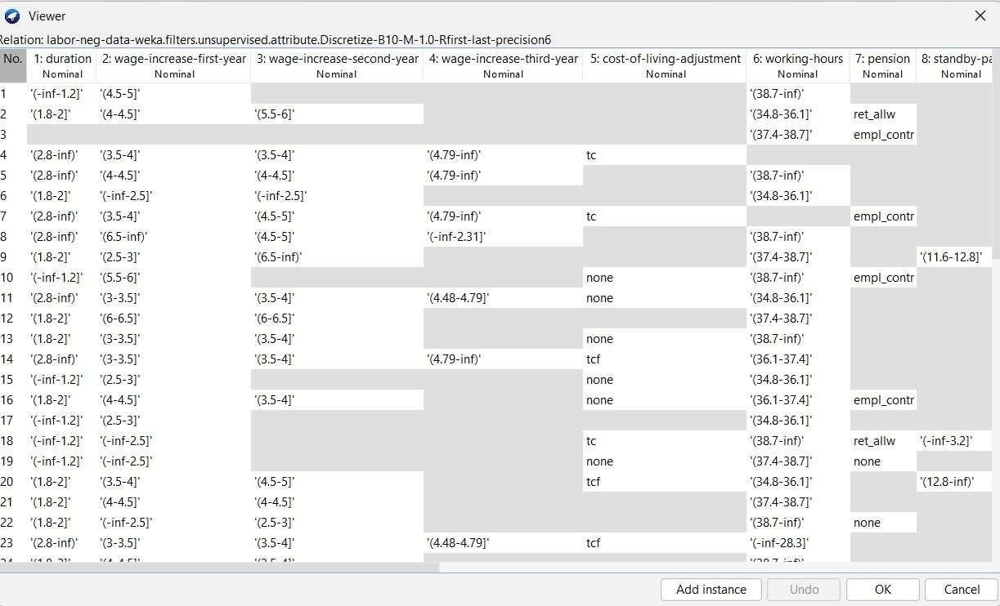 Viewer
Relation: labor-neg-data-weka.filters.unsupervised.attribute.Discretize-B10-M-1.0-Rfirst-last-precision6
No. 1: duration 2: wage-increase-first-year 3: wage-increase-second-year 4: wage-increase-third-year 5: cost-of-living-adjustment 6: working-hours 7: pension 8: standby-pa
Nominal Nominal Nominal Nominal Nominal Nominal Nominal Nominal
1 '(-inf-1.2]' '(4.5-5]' '(38.7-inf)'
2 '(1.8-2]' '(4-4.5]' '(5.5-6]' '(34.8-36.1]' ret_allw
3 '(37.4-38.7]' empl_contr
4 '(2.8-inf)' '(3.5-4]' '(3.5-4]' '(4.79-inf)' tc
5 '(2.8-inf)' '(4-4.5]' '(4-4.5]' '(4.79-inf)' '(38.7-inf)'
6 '(1.8-2]' '(-inf-2.5]' '(-inf-2.5]' '(34.8-36.1]'
7 '(2.8-inf)' '(3.5-4]' '(4.5-5]' '(4.79-inf)' tc empl_contr
8 '(2.8-inf)' '(6.5-inf)' '(4.5-5]' '(-inf-2.31]' '(38.7-inf)'
9 '(1.8-2]' '(2.5-3]' '(6.5-inf)' '(37.4-38.7]' '(11.6-12.8]'
10 '(-inf-1.2]' '(5.5-6]' none '(38.7-inf)' empl_contr
11 '(2.8-inf)' '(3-3.5]' '(3.5-4]' '(4.48-4.79]' none '(34.8-36.1]'
12 '(1.8-2]' '(6-6.5]' '(6-6.5]' '(37.4-38.7]'
13 '(1.8-2]' '(3-3.5]' '(3.5-4]' none '(38.7-inf)'
14 '(2.8-inf)' '(3-3.5]' '(3.5-4]' '(4.79-inf)' tcf '(36.1-37.4]'
15 '(-inf-1.2]' '(2.5-3]' none '(34.8-36.1]'
16 '(1.8-2]' '(4-4.5]' '(3.5-4]' none '(36.1-37.4]' empl_contr
17 '(-inf-1.2]' '(2.5-3]' '(34.8-36.1]'
18 '(-inf-1.2]' '(-inf-2.5]' tc '(38.7-inf)' ret_allw '(-inf-3.2]'
19 '(-inf-1.2]' '(-inf-2.5]' none '(37.4-38.7]' none
20 '(1.8-2]' '(3.5-4]' '(4.5-5]' tcf '(34.8-36.1]' '(12.8-inf)'
21 '(1.8-2]' '(4-4.5]' '(4-4.5]' '(37.4-38.7]'
22 '(1.8-2]' '(-inf-2.5]' '(2.5-3]' '(38.7-inf)' none
23 '(2.8-inf)' '(3-3.5]' '(3.5-4]' '(4.48-4.79]' tcf '(-inf-28.3]'
Add instance Undo OK Cancel